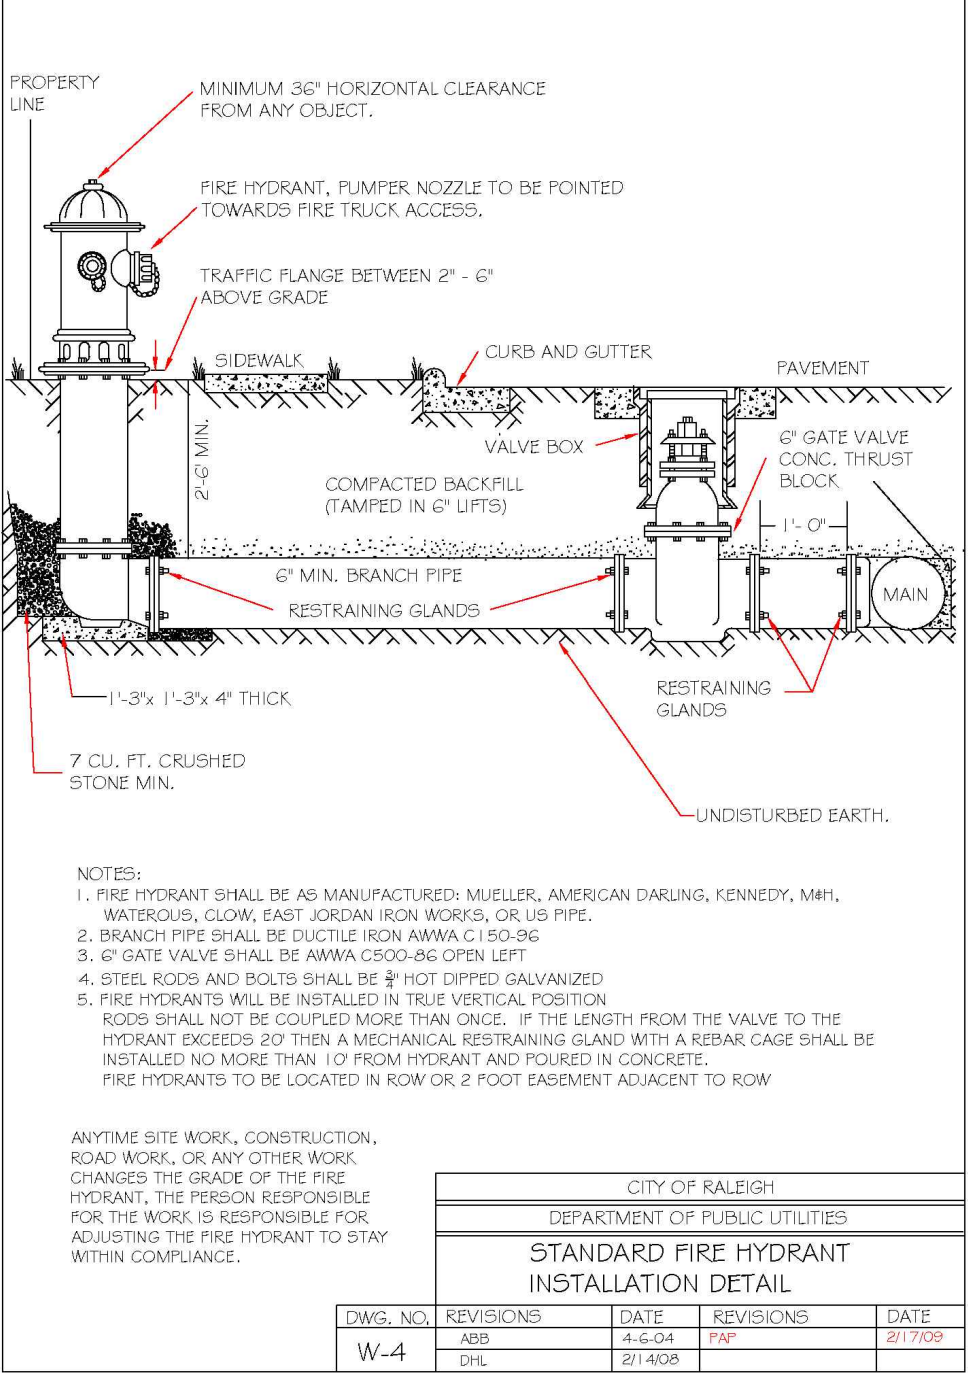 PROPERTY
LINE
MINIMUM 36" HORIZONTAL CLEARANCE
FROM ANY OBJECT.
FIRE HYDRANT, PUMPER NOZZLE TO BE POINTED
TOWARDS FIRE TRUCK ACCESS.
TRAFFIC FLANGE BETWEEN 2" - 6"
ABOVE GRADE
SIDEWALK
CURB AND GUTTER
PAVEMENT
2'-6' MIN.
VALVE BOX
6" GATE VALVE
CONC. THRUST
BLOCK
COMPACTED BACKFILL
(TAMPED IN 6" LIFTS)
1'- 0"
6" MIN. BRANCH PIPE
RESTRAINING GLANDS
MAIN
1'-3"x 1'-3"x 4" THICK
RESTRAINING
GLANDS
7 CU. FT. CRUSHED
STONE MIN.
UNDISTURBED EARTH.
NOTES:
1. FIRE HYDRANT SHALL BE AS MANUFACTURED: MUELLER, AMERICAN DARLING, KENNEDY, M&H,
WATEROUS, CLOW, EAST JORDAN IRON WORKS, OR US PIPE.
2. BRANCH PIPE SHALL BE DUCTILE IRON AWWA C150-96
3. 6" GATE VALVE SHALL BE AWWA C500-86 OPEN LEFT
4. STEEL RODS AND BOLTS SHALL BE 3/4" HOT DIPPED GALVANIZED
5. FIRE HYDRANTS WILL BE INSTALLED IN TRUE VERTICAL POSITION
RODS SHALL NOT BE COUPLED MORE THAN ONCE. IF THE LENGTH FROM THE VALVE TO THE
HYDRANT EXCEEDS 20' THEN A MECHANICAL RESTRAINING GLAND WITH A REBAR CAGE SHALL BE
INSTALLED NO MORE THAN 10' FROM HYDRANT AND POURED IN CONCRETE.
FIRE HYDRANTS TO BE LOCATED IN ROW OR 2 FOOT EASEMENT ADJACENT TO ROW
ANYTIME SITE WORK, CONSTRUCTION,
ROAD WORK, OR ANY OTHER WORK
CHANGES THE GRADE OF THE FIRE
HYDRANT, THE PERSON RESPONSIBLE
FOR THE WORK IS RESPONSIBLE FOR
ADJUSTING THE FIRE HYDRANT TO STAY
WITHIN COMPLIANCE.
CITY OF RALEIGH
DEPARTMENT OF PUBLIC UTILITIES
STANDARD FIRE HYDRANT
INSTALLATION DETAIL
DWG. NO. REVISIONS DATE REVISIONS DATE
W-4
ABB 4-6-04 PAP 2/17/09
DHL 2/14/08